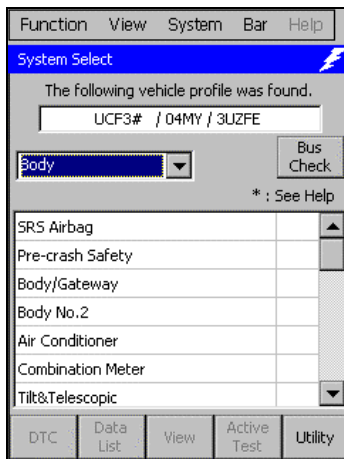 Function View System Bar Help
System Select
The following vehicle profile was found.
UCF3# / 04MY / 3UZFE
Body
Bus
Check
* : See Help
SRS Airbag
Pre-crash Safety
Body/Gateway
Body No.2
Air Conditioner
Combination Meter
Tilt&Telescopic
DTC
Data
List
View
Active
Test
Utility